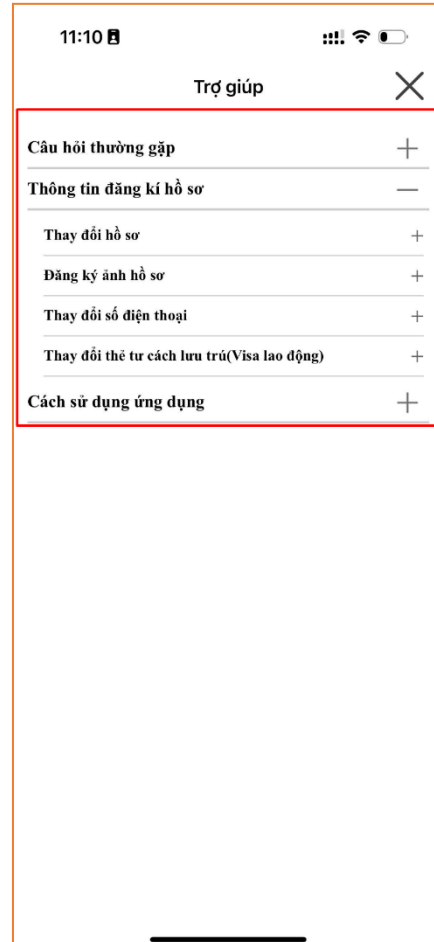 11:10
Trợ giúp
Câu hỏi thường gặp
Thông tin đăng kí hồ sơ
Thay đổi hồ sơ
Đăng ký ảnh hồ sơ
Thay đổi số điện thoại
Thay đổi thẻ tư cách lưu trú(Visa lao động)
Cách sử dụng ứng dụng